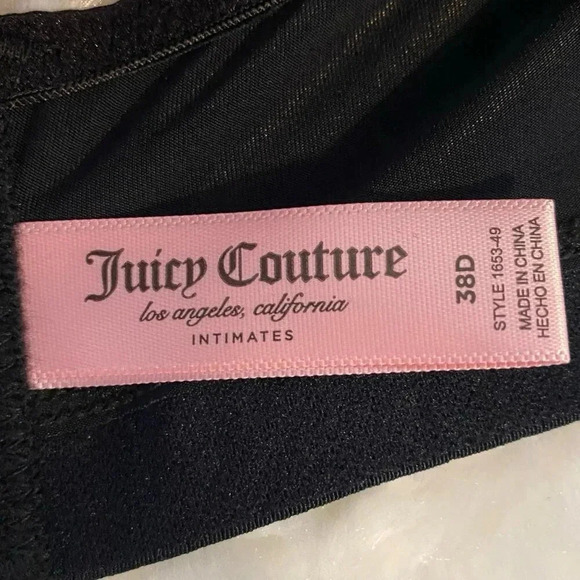 Juicy Couture
los angeles, california
INTIMATES
38D
STYLE 1653-49
MADE IN CHINA
HECHO EN CHINA